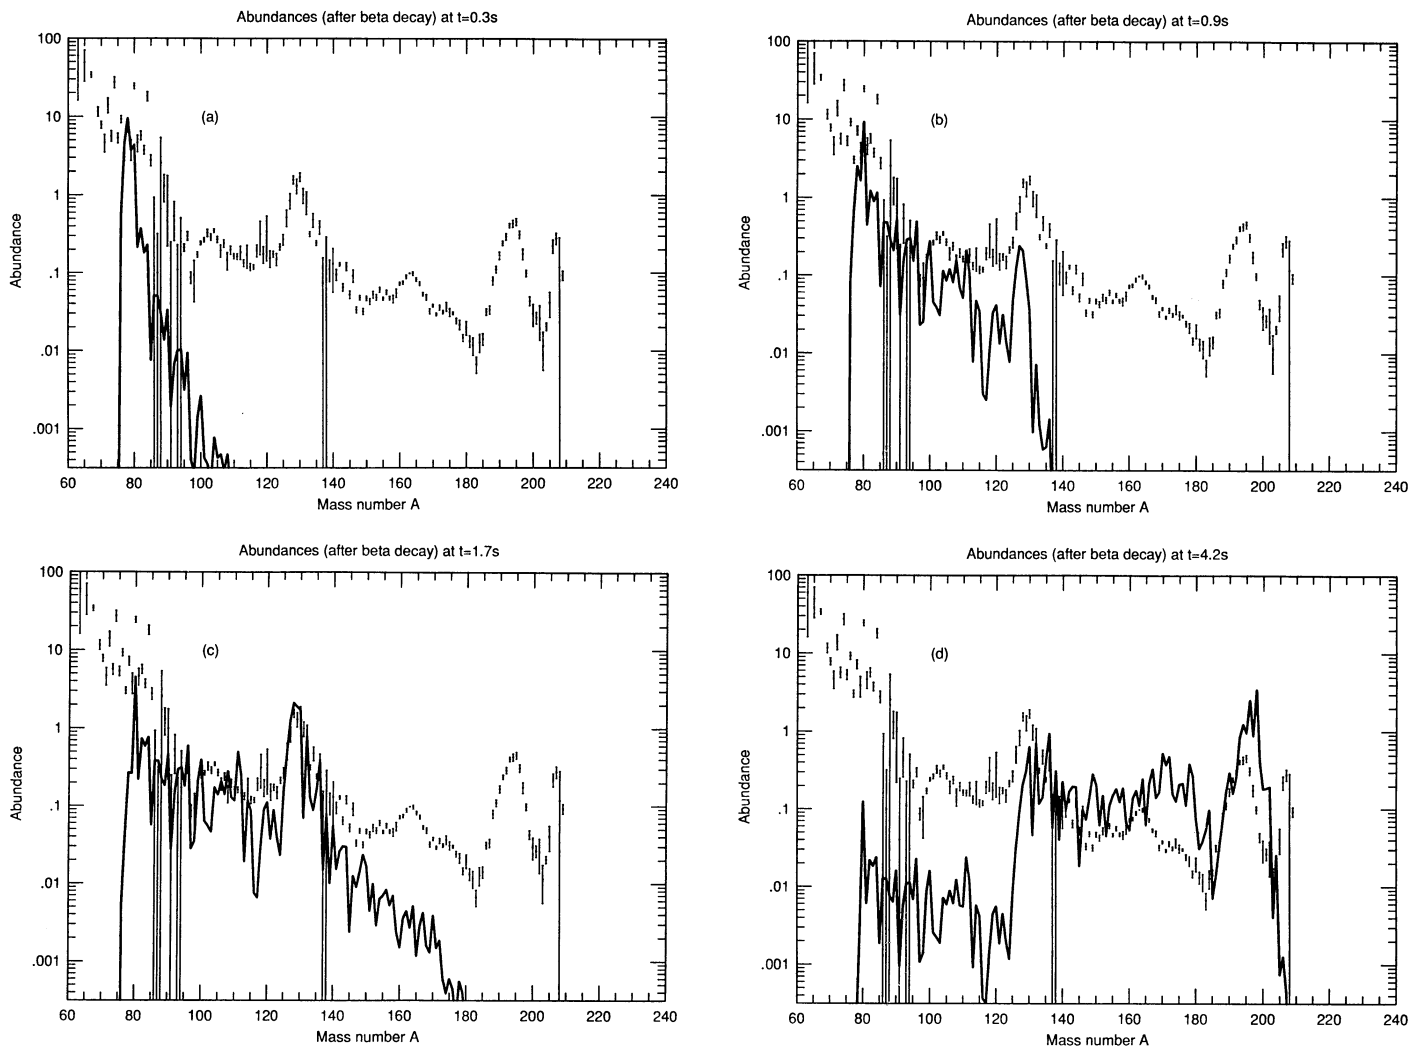 Abundances (after beta decay) at t=0.3s
100
10
1
.1
.01
.001
Abundance
(a)
60 80 100 120 140 160 180 200 220 240
Mass number A
Abundances (after beta decay) at t=0.9s
100
10
1
.1
.01
.001
Abundance
(b)
60 80 100 120 140 160 180 200 220 240
Mass number A
Abundances (after beta decay) at t=1.7s
100
10
1
.1
.01
.001
Abundance
(c)
60 80 100 120 140 160 180 200 220 240
Mass number A
Abundances (after beta decay) at t=4.2s
100
10
1
.1
.01
.001
Abundance
(d)
60 80 100 120 140 160 180 200 220 240
Mass number A